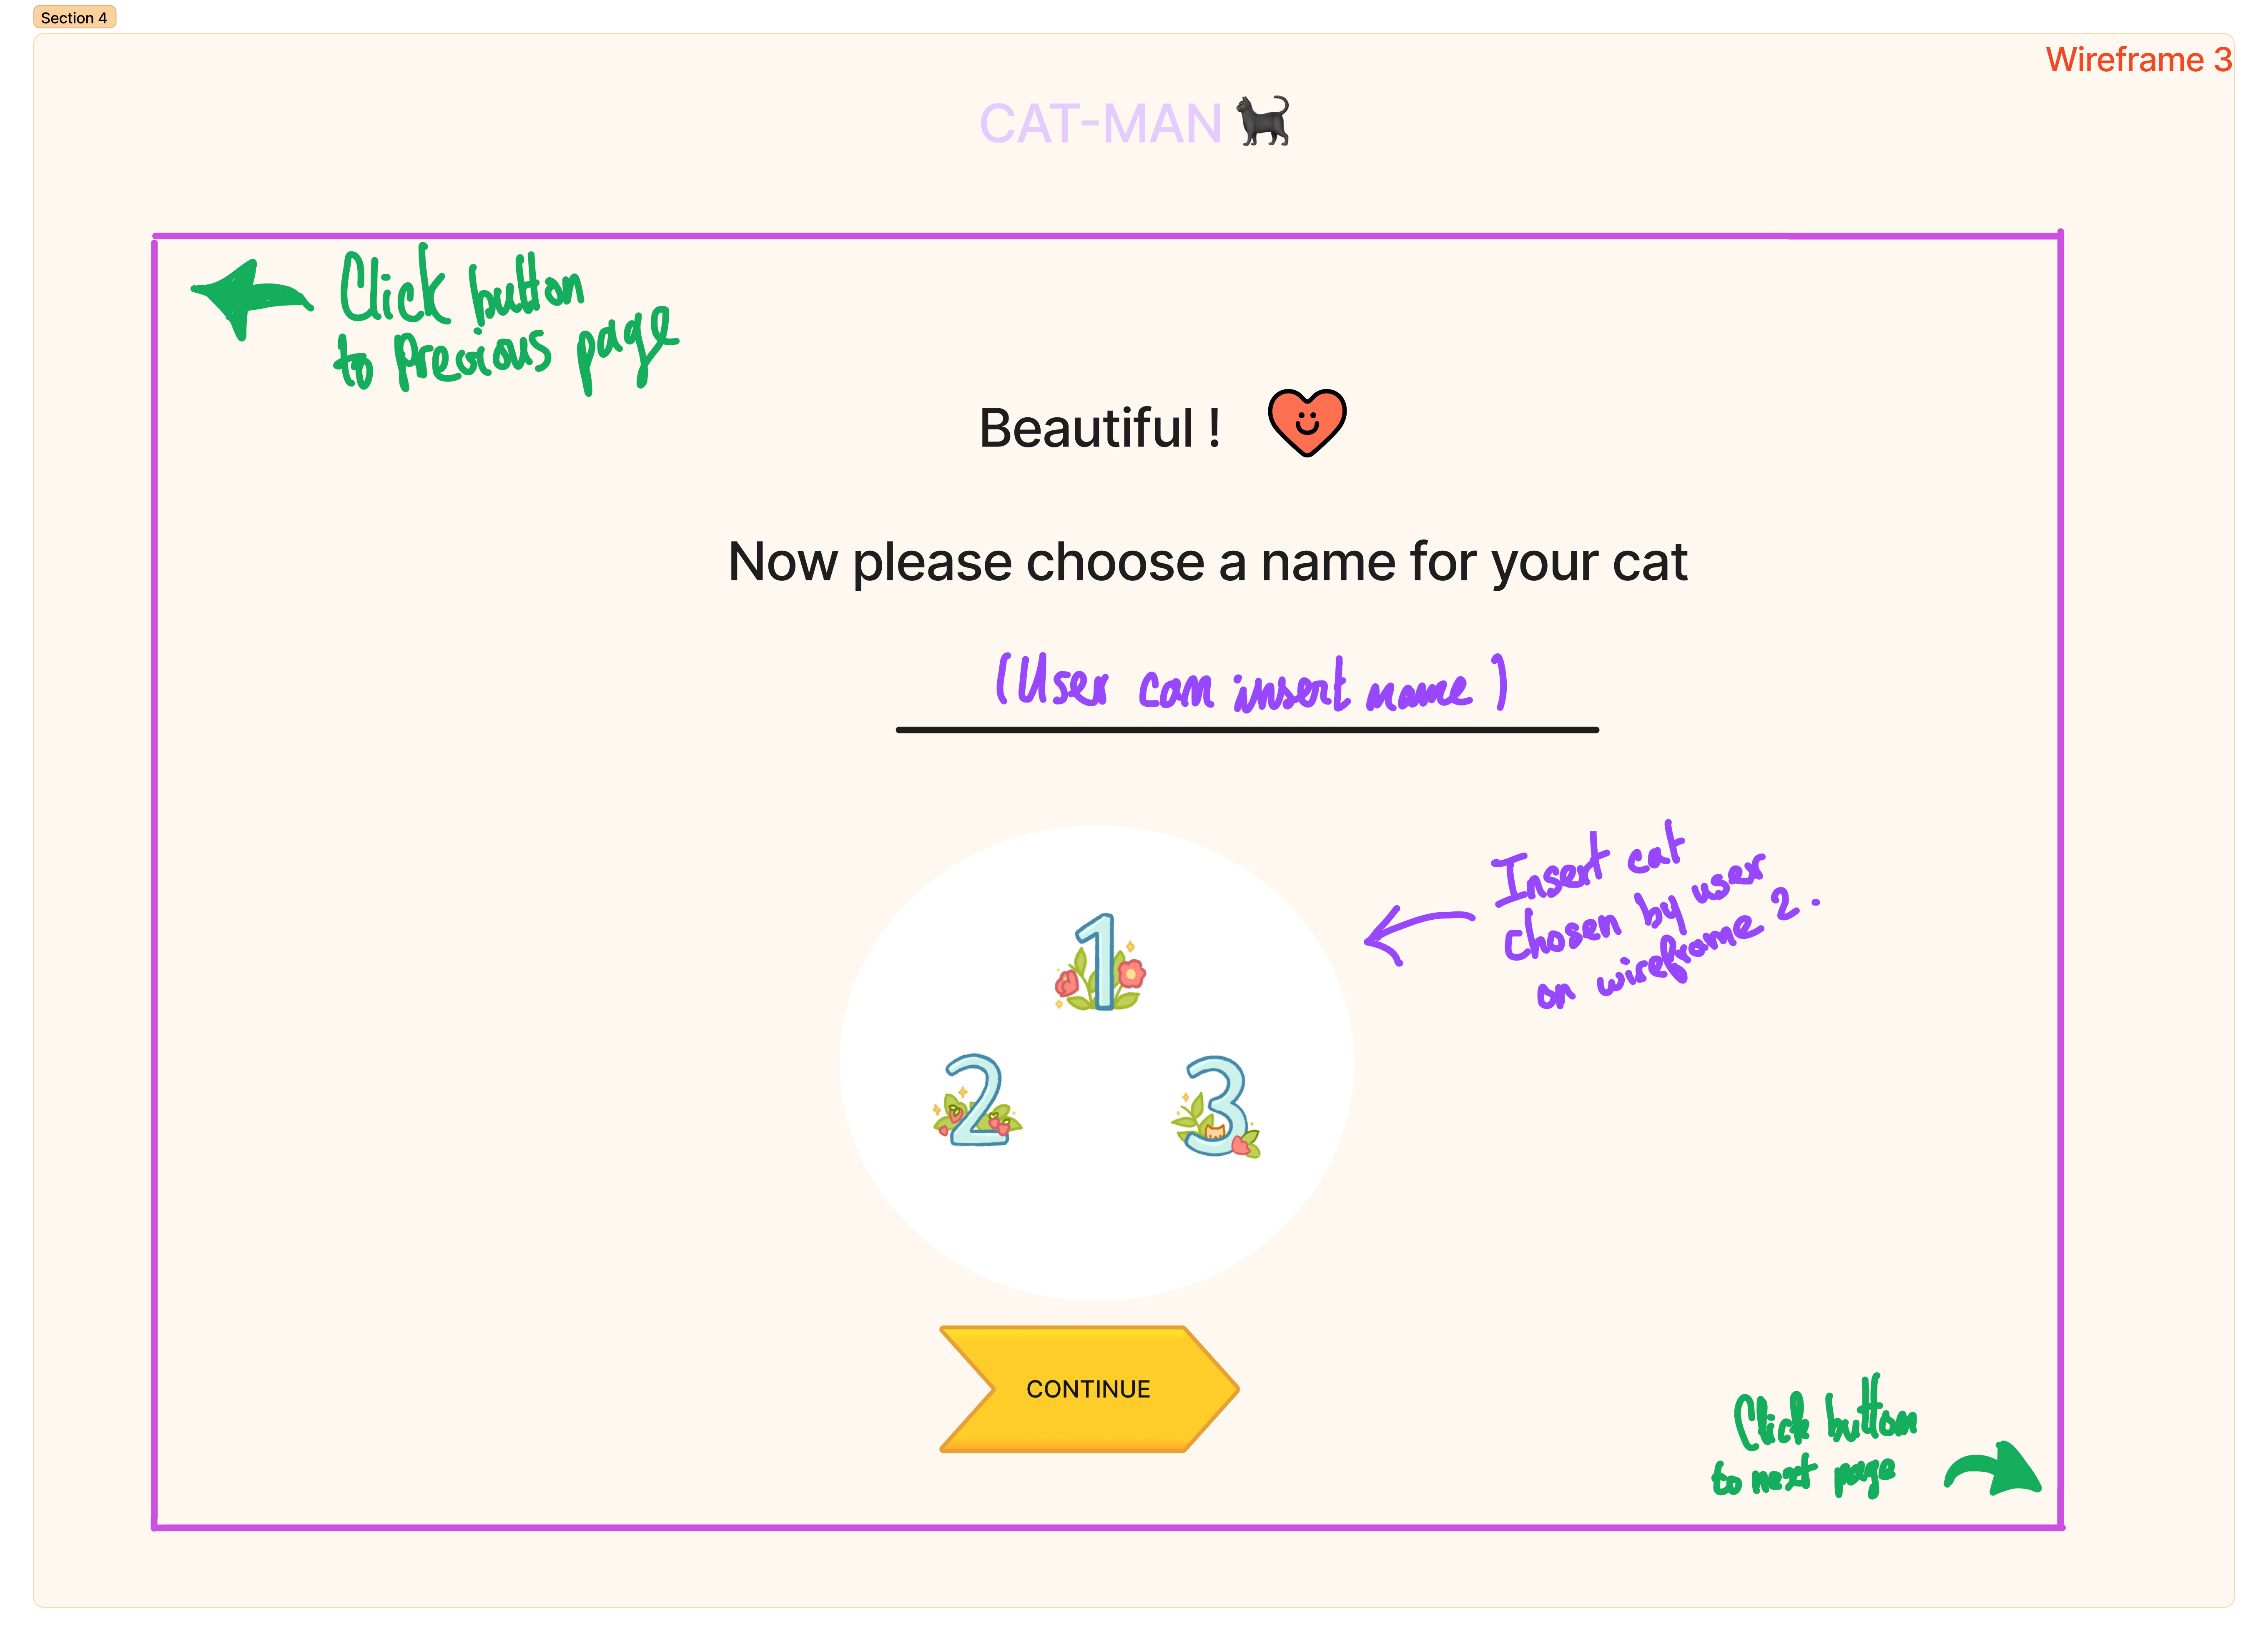 Section 4
Wireframe 3
CAT-MAN
Click button
to previous page
Beautiful !
Now please choose a name for your cat
(User can insert name)
Insert cat
chosen by user
on wireframe 2.
1
2
3
CONTINUE
Click button
to next page